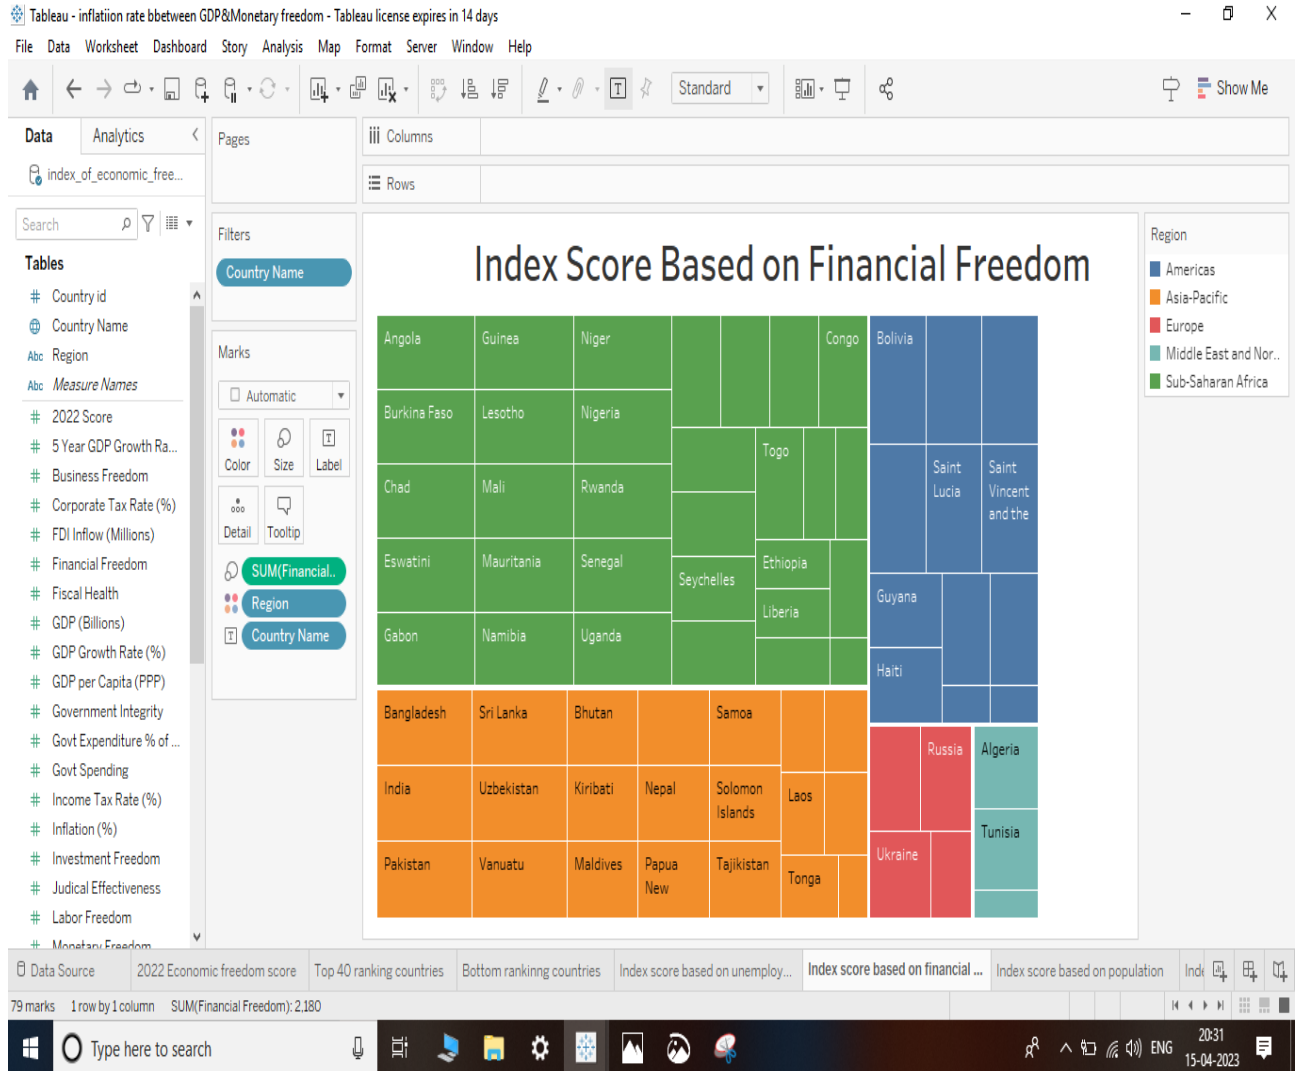 Tableau - inflatiion rate bbetween GDP&Monetary freedom - Tableau license expires in 14 days
File Data Worksheet Dashboard Story Analysis Map Format Server Window Help
Standard
Show Me
Data Analytics
index_of_economic_free...
Search
Tables
Country id
Country Name
Abc Region
Abc Measure Names
# 2022 Score
# 5 Year GDP Growth Ra...
# Business Freedom
# Corporate Tax Rate (%)
# FDI Inflow (Millions)
# Financial Freedom
# Fiscal Health
# GDP (Billions)
# GDP Growth Rate (%)
# GDP per Capita (PPP)
# Government Integrity
# Govt Expenditure % of ...
# Govt Spending
# Income Tax Rate (%)
# Inflation (%)
# Investment Freedom
# Judical Effectiveness
# Labor Freedom
# Monetary Freedom
Pages
Filters
Country Name
Marks
Automatic
Color Size Label
Detail Tooltip
SUM(Financial..
Region
Country Name
Columns
Rows
Index Score Based on Financial Freedom
Angola Guinea Niger Congo Bolivia
Burkina Faso Lesotho Nigeria
Togo
Chad Mali Rwanda
Saint Lucia
Saint Vincent and the
Eswatini Mauritania Senegal
Ethiopia
Seychelles
Liberia
Guyana
Gabon Namibia Uganda
Haiti
Bangladesh Sri Lanka Bhutan Samoa
India Uzbekistan Kiribati Nepal Solomon Islands
Laos
Pakistan Vanuatu Maldives Papua New Tajikistan
Tonga
Russia
Ukraine
Algeria
Tunisia
Region
Americas
Asia-Pacific
Europe
Middle East and Nor..
Sub-Saharan Africa
Data Source 2022 Economic freedom score Top 40 ranking countries Bottom rankinng countries Index score based on unemploy... Index score based on financial ... Index score based on population Inde
79 marks 1 row by 1 column SUM(Financial Freedom): 2,180
Type here to search
ENG
20:31
15-04-2023